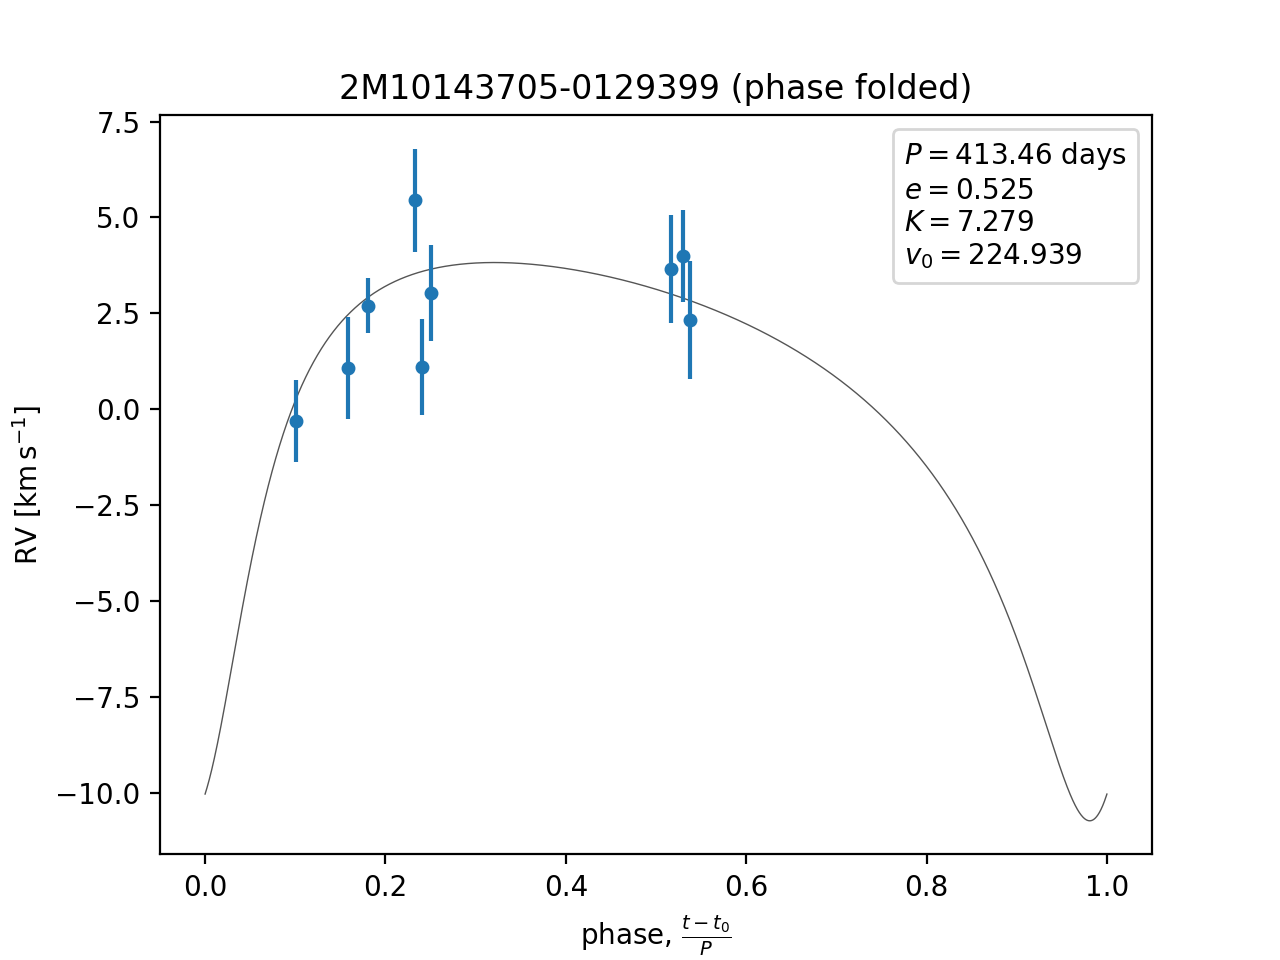 2M10143705-0129399 (phase folded)
P = 413.46 days
e = 0.525
K = 7.279
v₀ = 224.939
RV [km s⁻¹]
7.5
5.0
2.5
0.0
−2.5
−5.0
−7.5
−10.0
0.0 0.2 0.4 0.6 0.8 1.0
phase, (t − t₀)/P